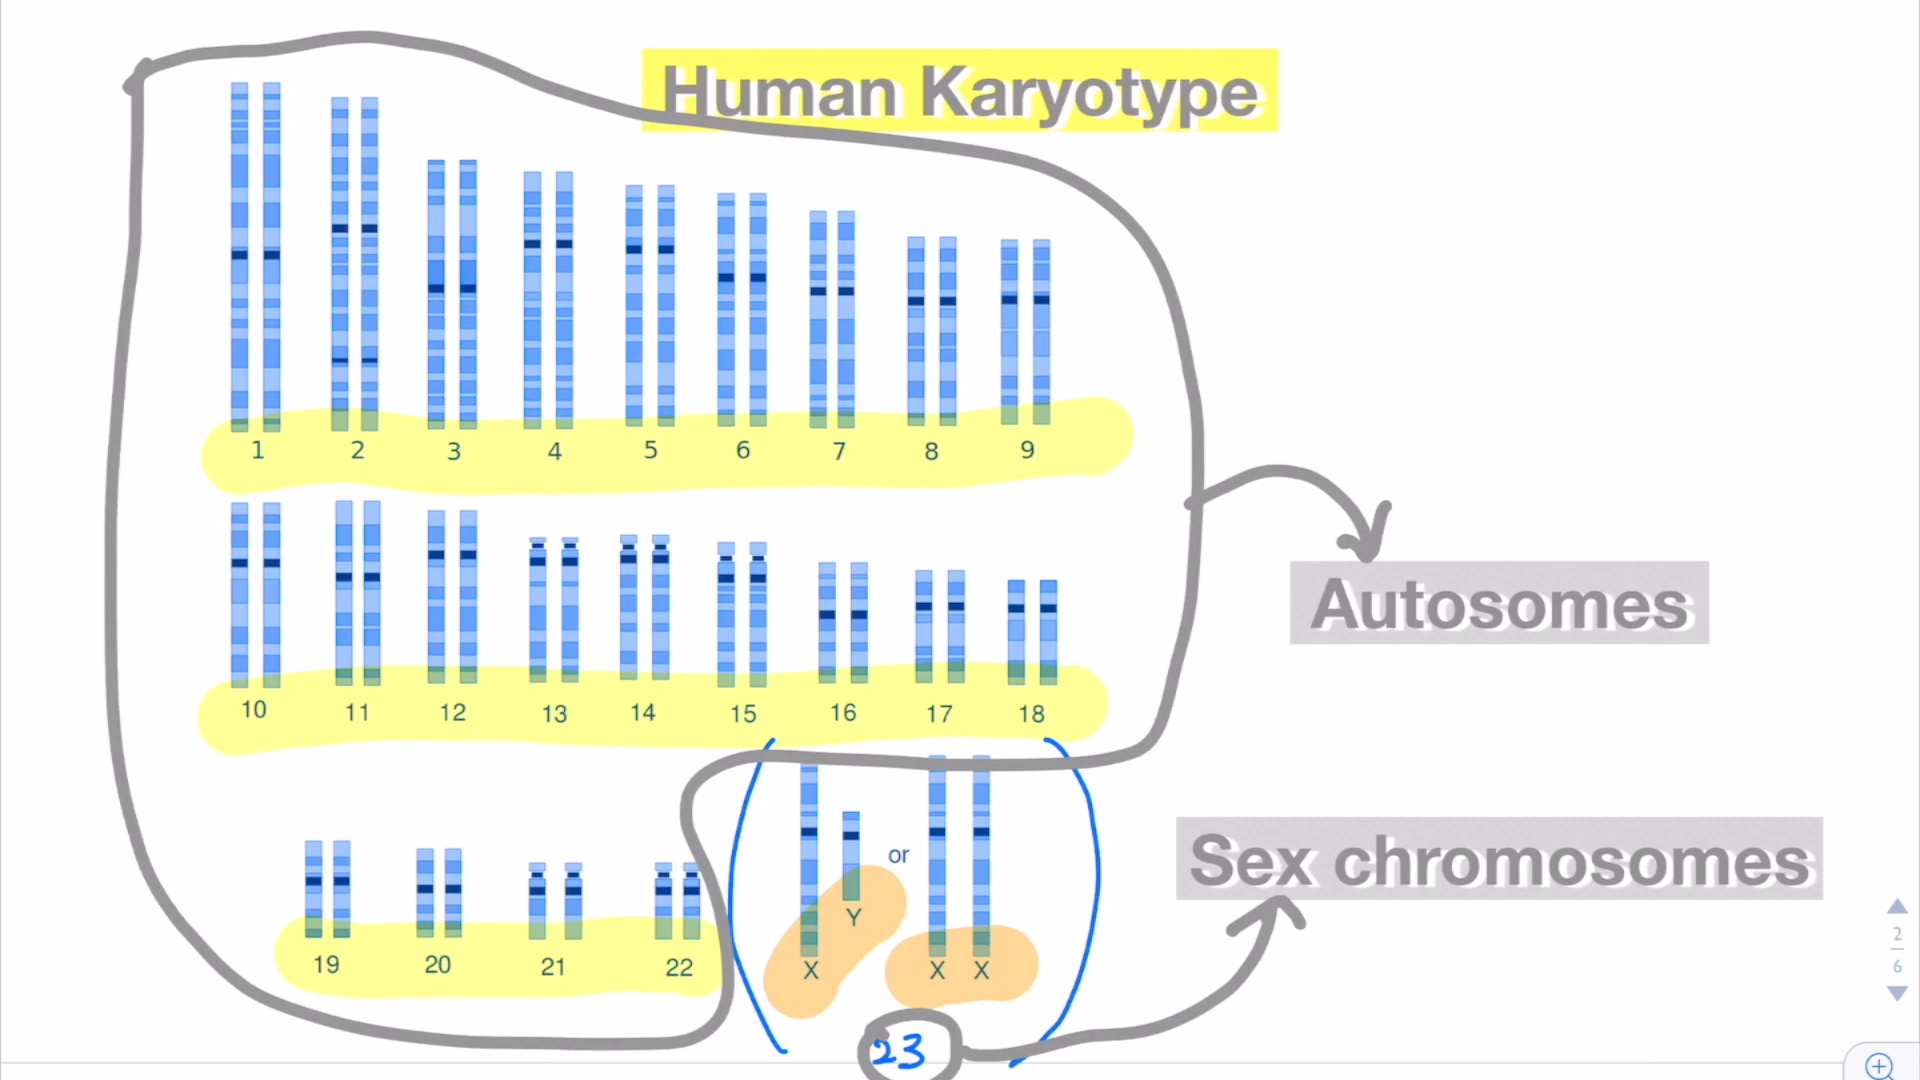 Human Karyotype
1 2 3 4 5 6 7 8 9
10 11 12 13 14 15 16 17 18
Autosomes
or
Sex chromosomes
Y
19 20 21 22 X X X
23
2
6